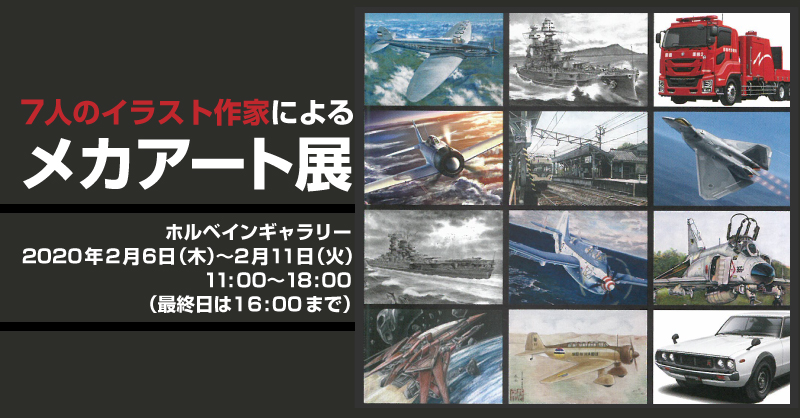 7人のイラスト作家による
メカアート展
ホルベインギャラリー
2020年2月6日（木）～2月11日（火）
11:00～18:00
（最終日は16:00まで）